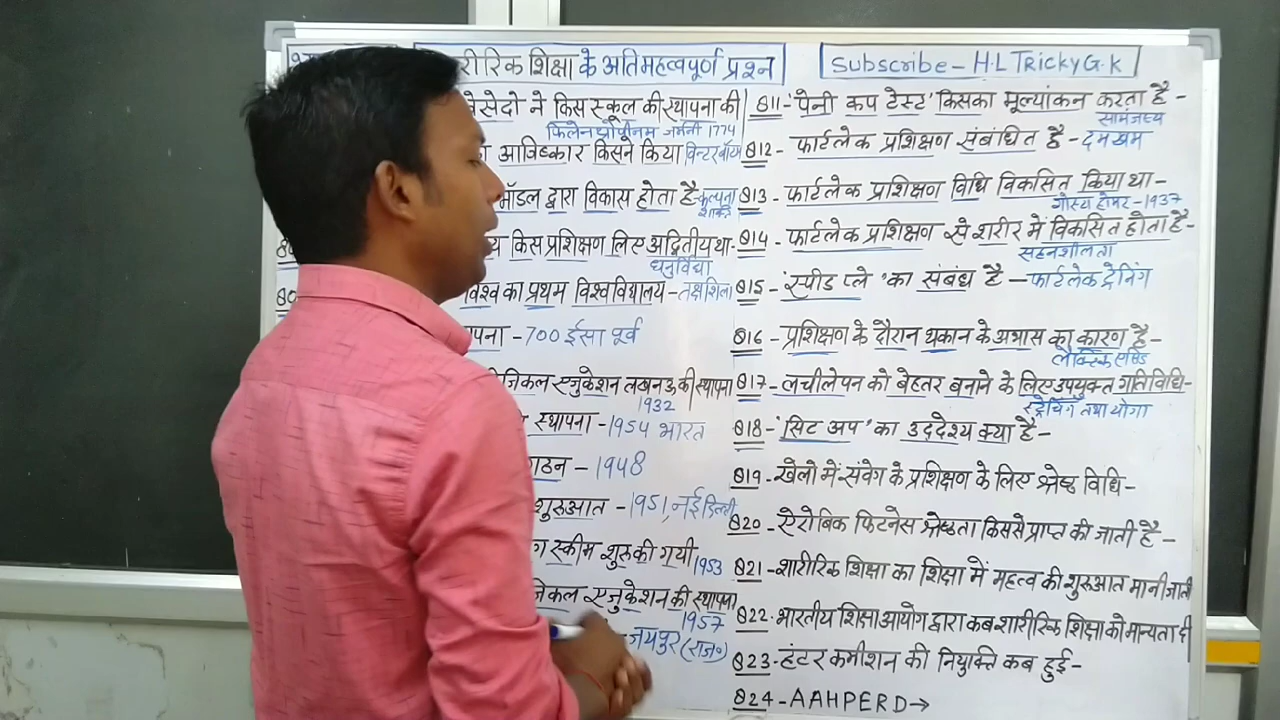 शारीरिक शिक्षा के अतिमहत्वपूर्ण प्रश्न
Subscribe - H.L Tricky G.K
ने किस स्कूल की स्थापना की
जर्मनी 1774
आविष्कार किसने किया
मॉडल द्वारा विकास होता है - कल्पना शक्ति
किस प्रशिक्षण लिए अद्वितीय था -
धनुर्विद्या
विश्व का प्रथम विश्वविद्यालय - तक्षशिला
- 700 ईसा पूर्व
एजुकेशन लखनऊ की स्थापना
1932
स्थापना - 1954 भारत
- 1948
शुरुआत - 1951, नई दिल्ली
स्कीम शुरू की गयी 1953
एजुकेशन की स्थापना
1957
जयपुर (राज॰)
Q11 - 'पेनी कप टेस्ट' किसका मूल्यांकन करता है -
सामंजस्य
Q12 - फार्टलेक प्रशिक्षण संबंधित है - दमखम
Q13 - फार्टलेक प्रशिक्षण विधि विकसित किया था -
गोस्टा होमर - 1937
Q14 - फार्टलेक प्रशिक्षण से शरीर में विकसित होता है -
सहनशीलता
Q15 - 'स्पीड प्ले' का संबंध है - फार्टलेक ट्रेनिंग
Q16 - प्रशिक्षण के दौरान थकान के अभास का कारण है -
लैक्टिक एसिड
Q17 - लचीलेपन को बेहतर बनाने के लिए उपयुक्त गतिविधि -
स्ट्रेचिंग तथा योगा
Q18 - 'सिट अप' का उद्देश्य क्या है -
Q19 - खेलो में संवेग के प्रशिक्षण के लिए श्रेष्ठ विधि -
Q20 - ऐरोबिक फिटनेस श्रेष्ठता किससे प्राप्त की जाती है -
Q21 - शारीरिक शिक्षा का शिक्षा में महत्व की शुरुआत मानी जाती
Q22 - भारतीय शिक्षा आयोग द्वारा कब शारीरिक शिक्षा को मान्यता दी
Q23 - हंटर कमीशन की नियुक्ति कब हुई -
Q24 - AAHPERD →